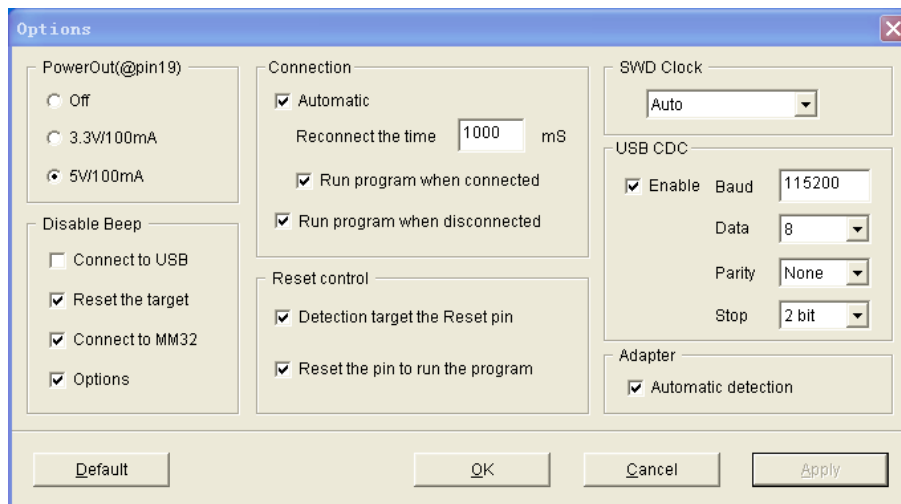 Options
PowerOut(@pin19)
Off
3.3V/100mA
5V/100mA
Disable Beep
Connect to USB
Reset the target
Connect to MM32
Options
Connection
Automatic
Reconnect the time 1000 mS
Run program when connected
Run program when disconnected
Reset control
Detection target the Reset pin
Reset the pin to run the program
SWD Clock
Auto
USB CDC
Enable Baud 115200
Data 8
Parity None
Stop 2 bit
Adapter
Automatic detection
Default OK Cancel Apply